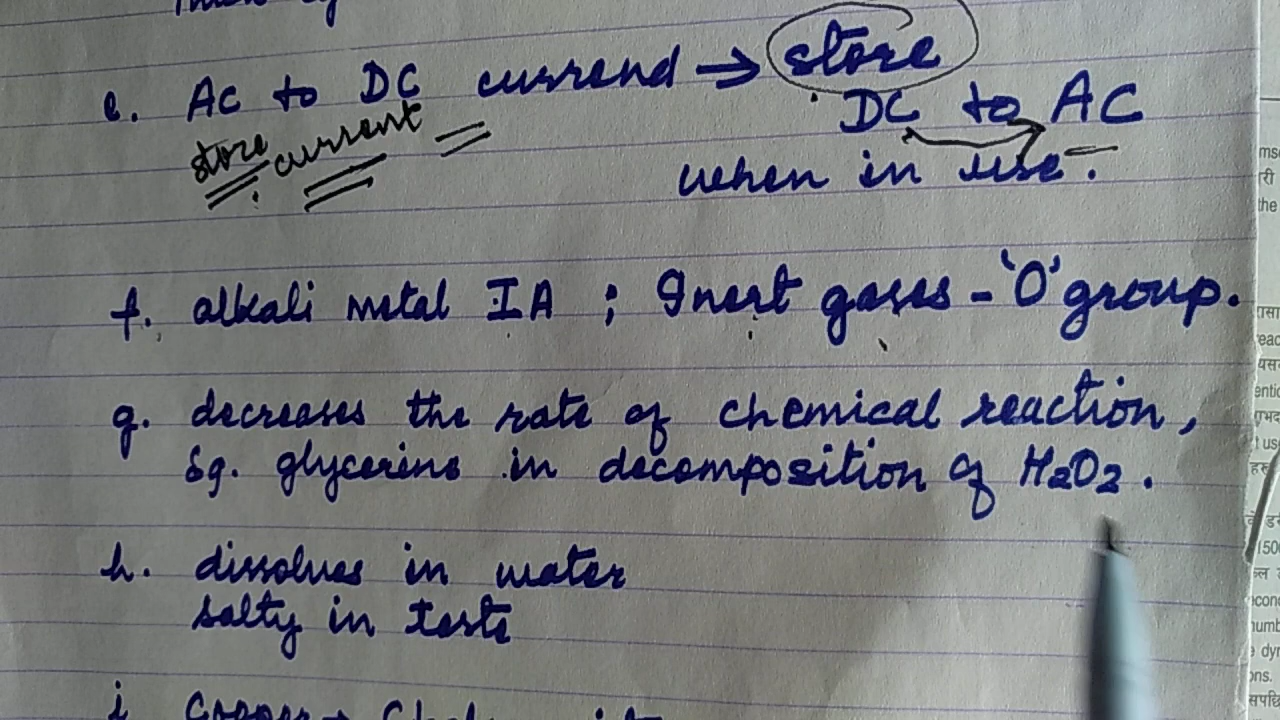 e. AC to DC currend → store
store current
DC to AC
when in use.
f. alkali metal IA ; Inert gases - 'O' group.
g. decreases the rate of chemical reaction,
Eg. glycerine in decomposition of H2O2.
h. dissolves in water
salty in taste